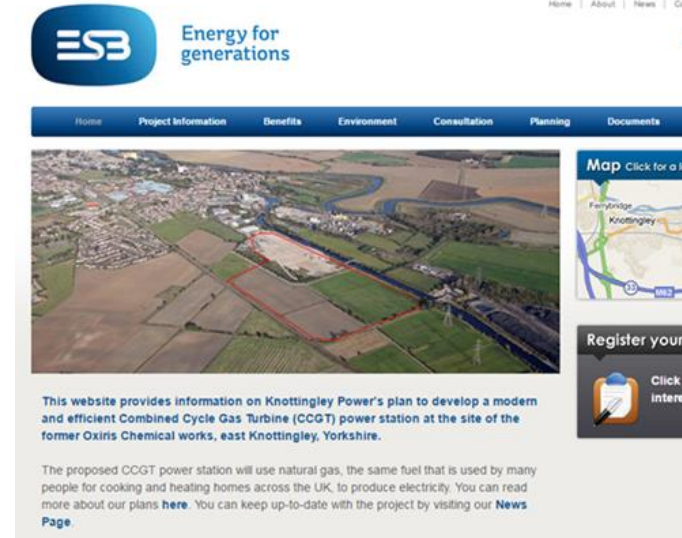 Home | About | News |
ESB
Energy for
generations
Home Project Information Benefits Environment Consultation Planning Documents
Map Click for a
Ferrybridge
Knottingley
33
M62
Register your
Click
This website provides information on Knottingley Power's plan to develop a modern
and efficient Combined Cycle Gas Turbine (CCGT) power station at the site of the
former Oxiris Chemical works, east Knottingley, Yorkshire.
The proposed CCGT power station will use natural gas, the same fuel that is used by many
people for cooking and heating homes across the UK, to produce electricity. You can read
more about our plans here. You can keep up-to-date with the project by visiting our News
Page.